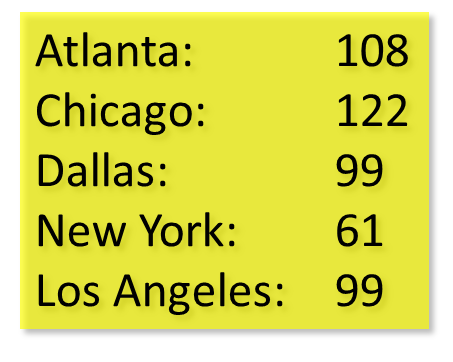 Atlanta: 108
Chicago: 122
Dallas: 99
New York: 61
Los Angeles: 99